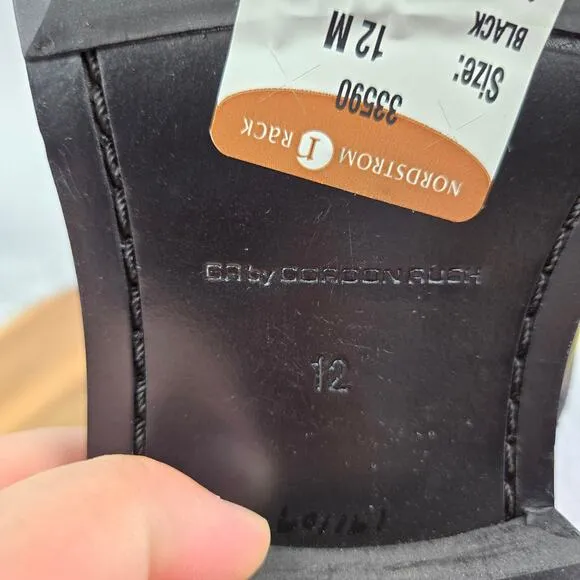 NORDSTROM RACK
33590
12 M
Size:
BLACK
GR by GORDON RUSH
12